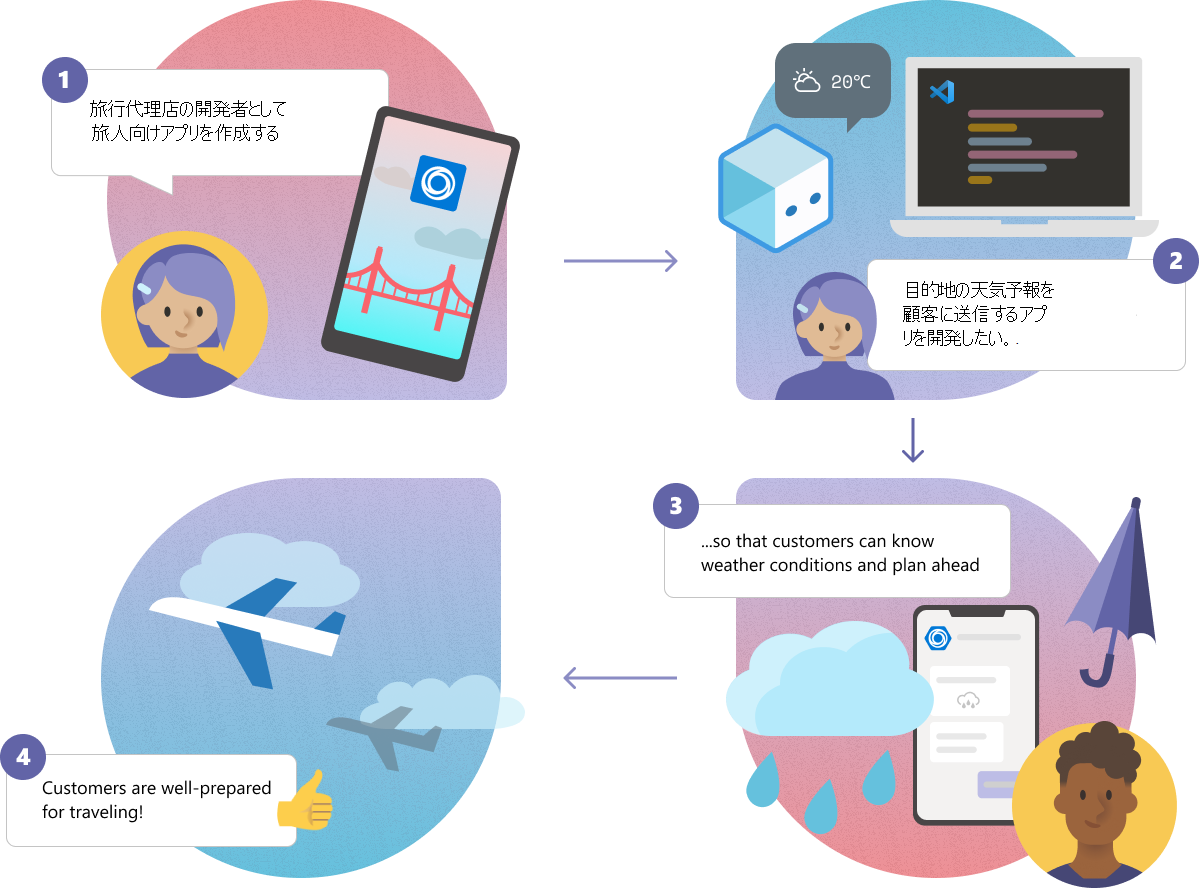 1
旅行代理店の開発者として
旅人向けアプリを作成する
20℃
2
目的地の天気予報を
顧客に送信するアプ
リを開発したい。.
3
...so that customers can know
weather conditions and plan ahead
4
Customers are well-prepared
for traveling!